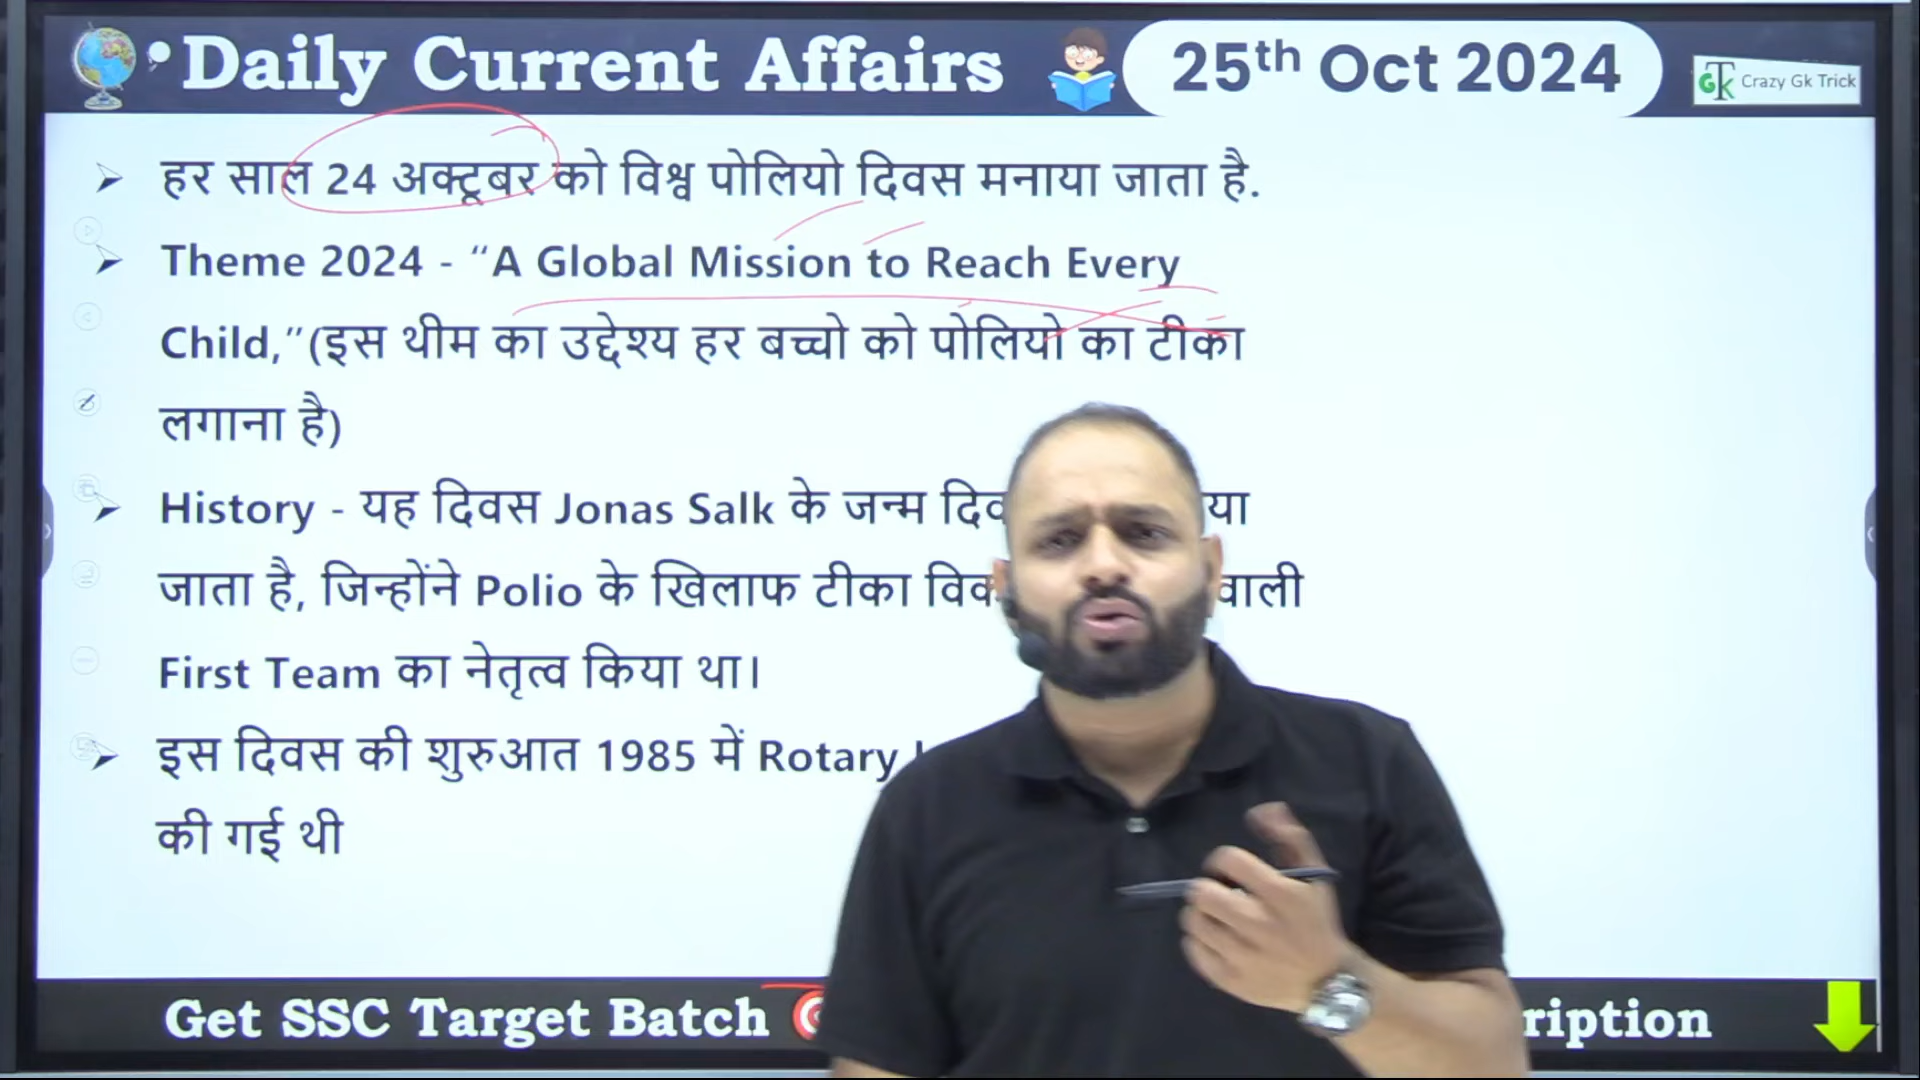 Daily Current Affairs
25th Oct 2024
GTK Crazy Gk Trick
हर साल 24 अक्टूबर को विश्व पोलियो दिवस मनाया जाता है.
Theme 2024 - “A Global Mission to Reach Every
Child,”(इस थीम का उद्देश्य हर बच्चो को पोलियो का टीका
लगाना है)
History - यह दिवस Jonas Salk के जन्म
जाता है, जिन्होंने Polio के खिलाफ टीका वाली
First Team का नेतृत्व किया था।
इस दिवस की शुरुआत 1985 में Rotary
की गई थी
Get SSC Target Batch